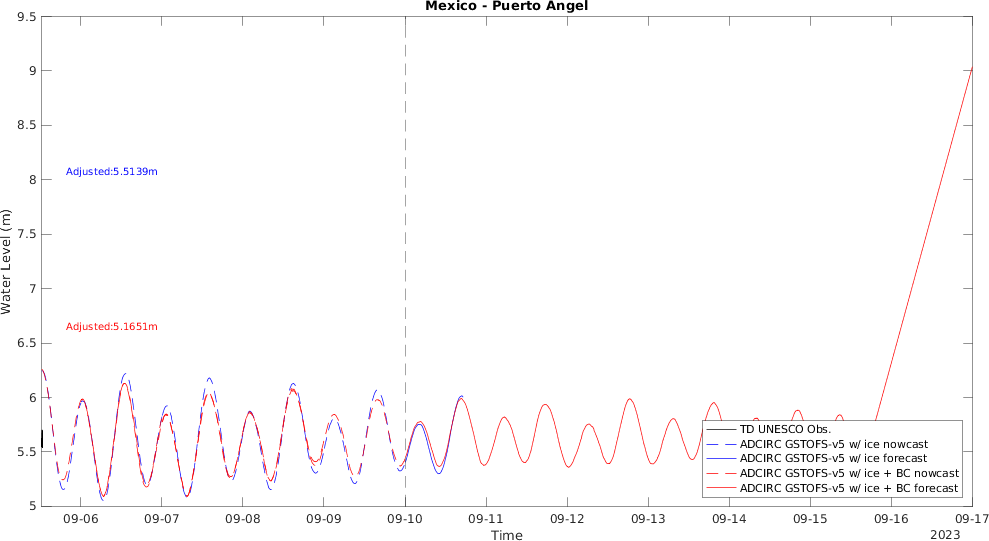 Mexico - Puerto Angel
Water Level (m)
9.5
9
8.5
8
7.5
7
6.5
6
5.5
5
Adjusted:5.5139m
Adjusted:5.1651m
TD UNESCO Obs.
ADCIRC GSTOFS-v5 w/ ice nowcast
ADCIRC GSTOFS-v5 w/ ice forecast
ADCIRC GSTOFS-v5 w/ ice + BC nowcast
ADCIRC GSTOFS-v5 w/ ice + BC forecast
09-06 09-07 09-08 09-09 09-10 09-11 09-12 09-13 09-14 09-15 09-16 09-17
Time
2023